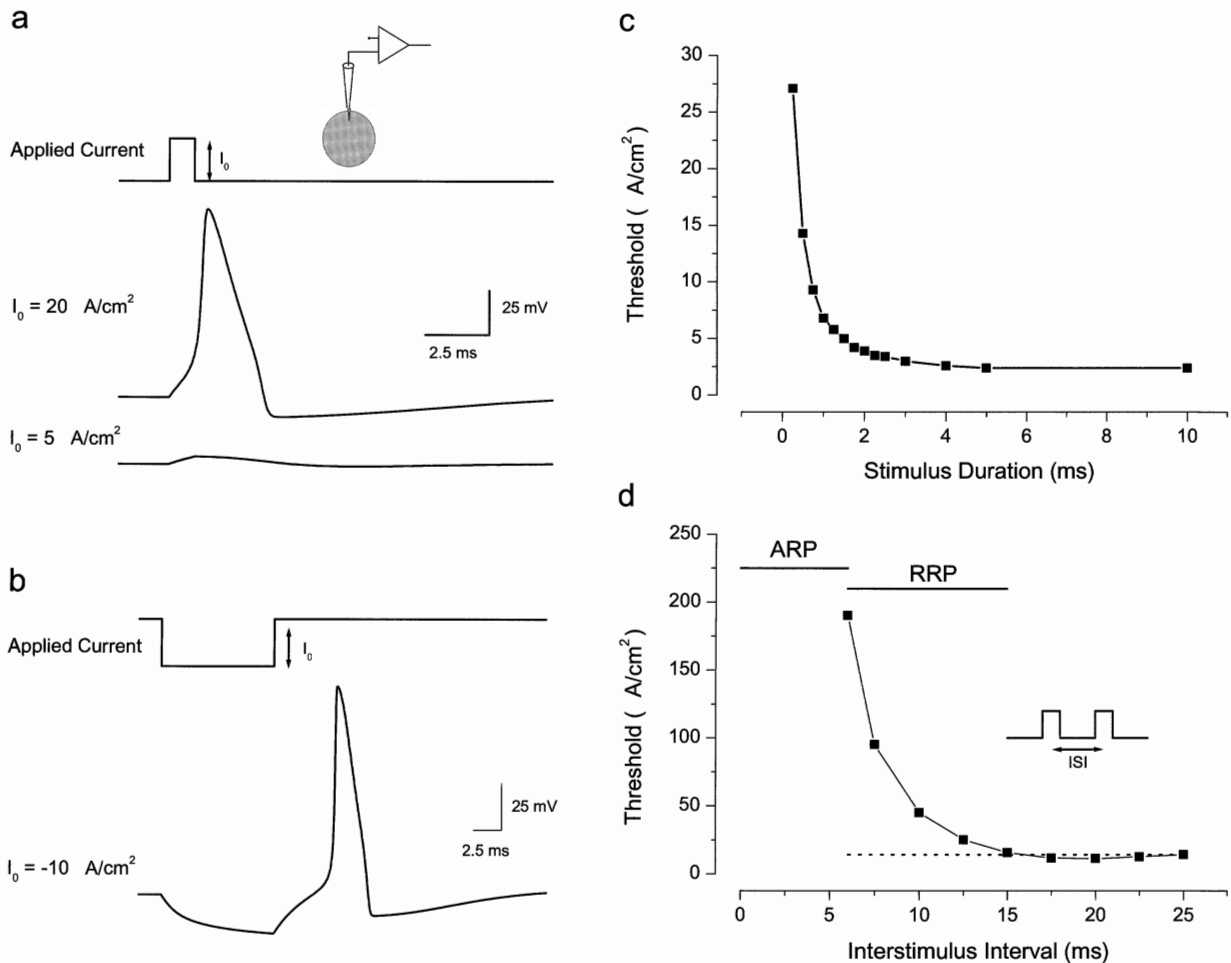 a
Applied Current
I₀
I₀ = 20 A/cm²
25 mV
2.5 ms
I₀ = 5 A/cm²
b
Applied Current
I₀
25 mV
2.5 ms
I₀ = -10 A/cm²
c
Threshold ( A/cm²)
30
25
20
15
10
5
0
0 2 4 6 8 10
Stimulus Duration (ms)
d
Threshold ( A/cm²)
250
200
150
100
50
0
ARP
RRP
ISI
0 5 10 15 20 25
Interstimulus Interval (ms)